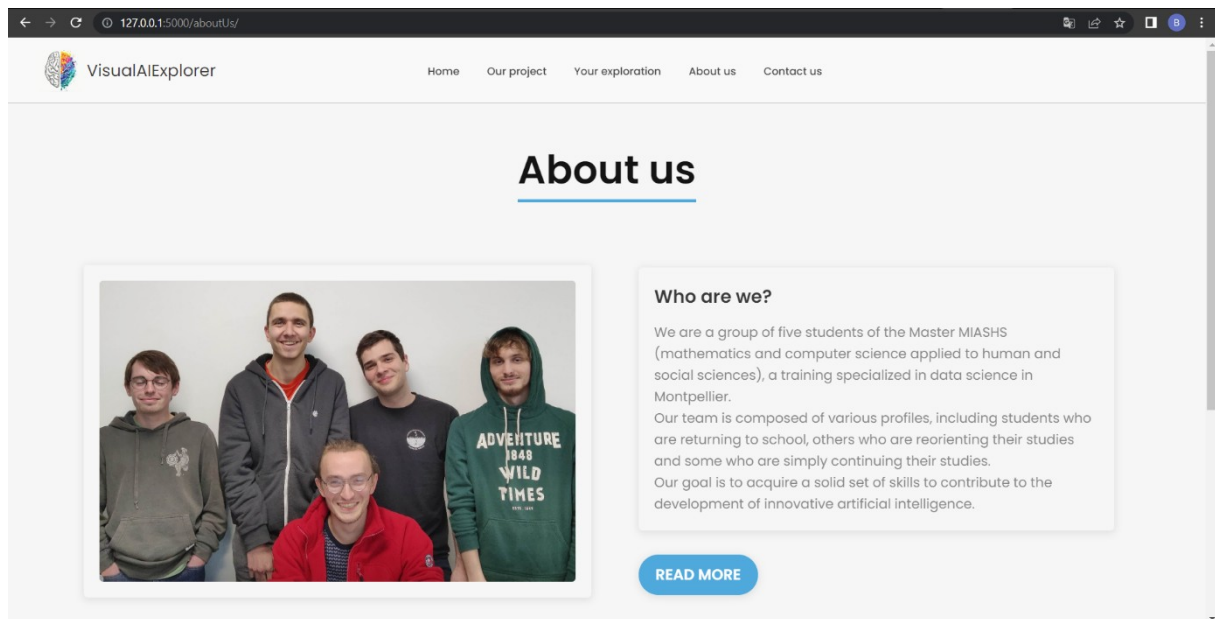 127.0.0.1:5000/aboutUs/
B
VisualAIExplorer
Home Our project Your exploration About us Contact us
About us
ADVENTURE
1848
WILD
TIMES
Who are we?
We are a group of five students of the Master MIASHS
(mathematics and computer science applied to human and
social sciences), a training specialized in data science in
Montpellier.
Our team is composed of various profiles, including students who
are returning to school, others who are reorienting their studies
and some who are simply continuing their studies.
Our goal is to acquire a solid set of skills to contribute to the
development of innovative artificial intelligence.
READ MORE